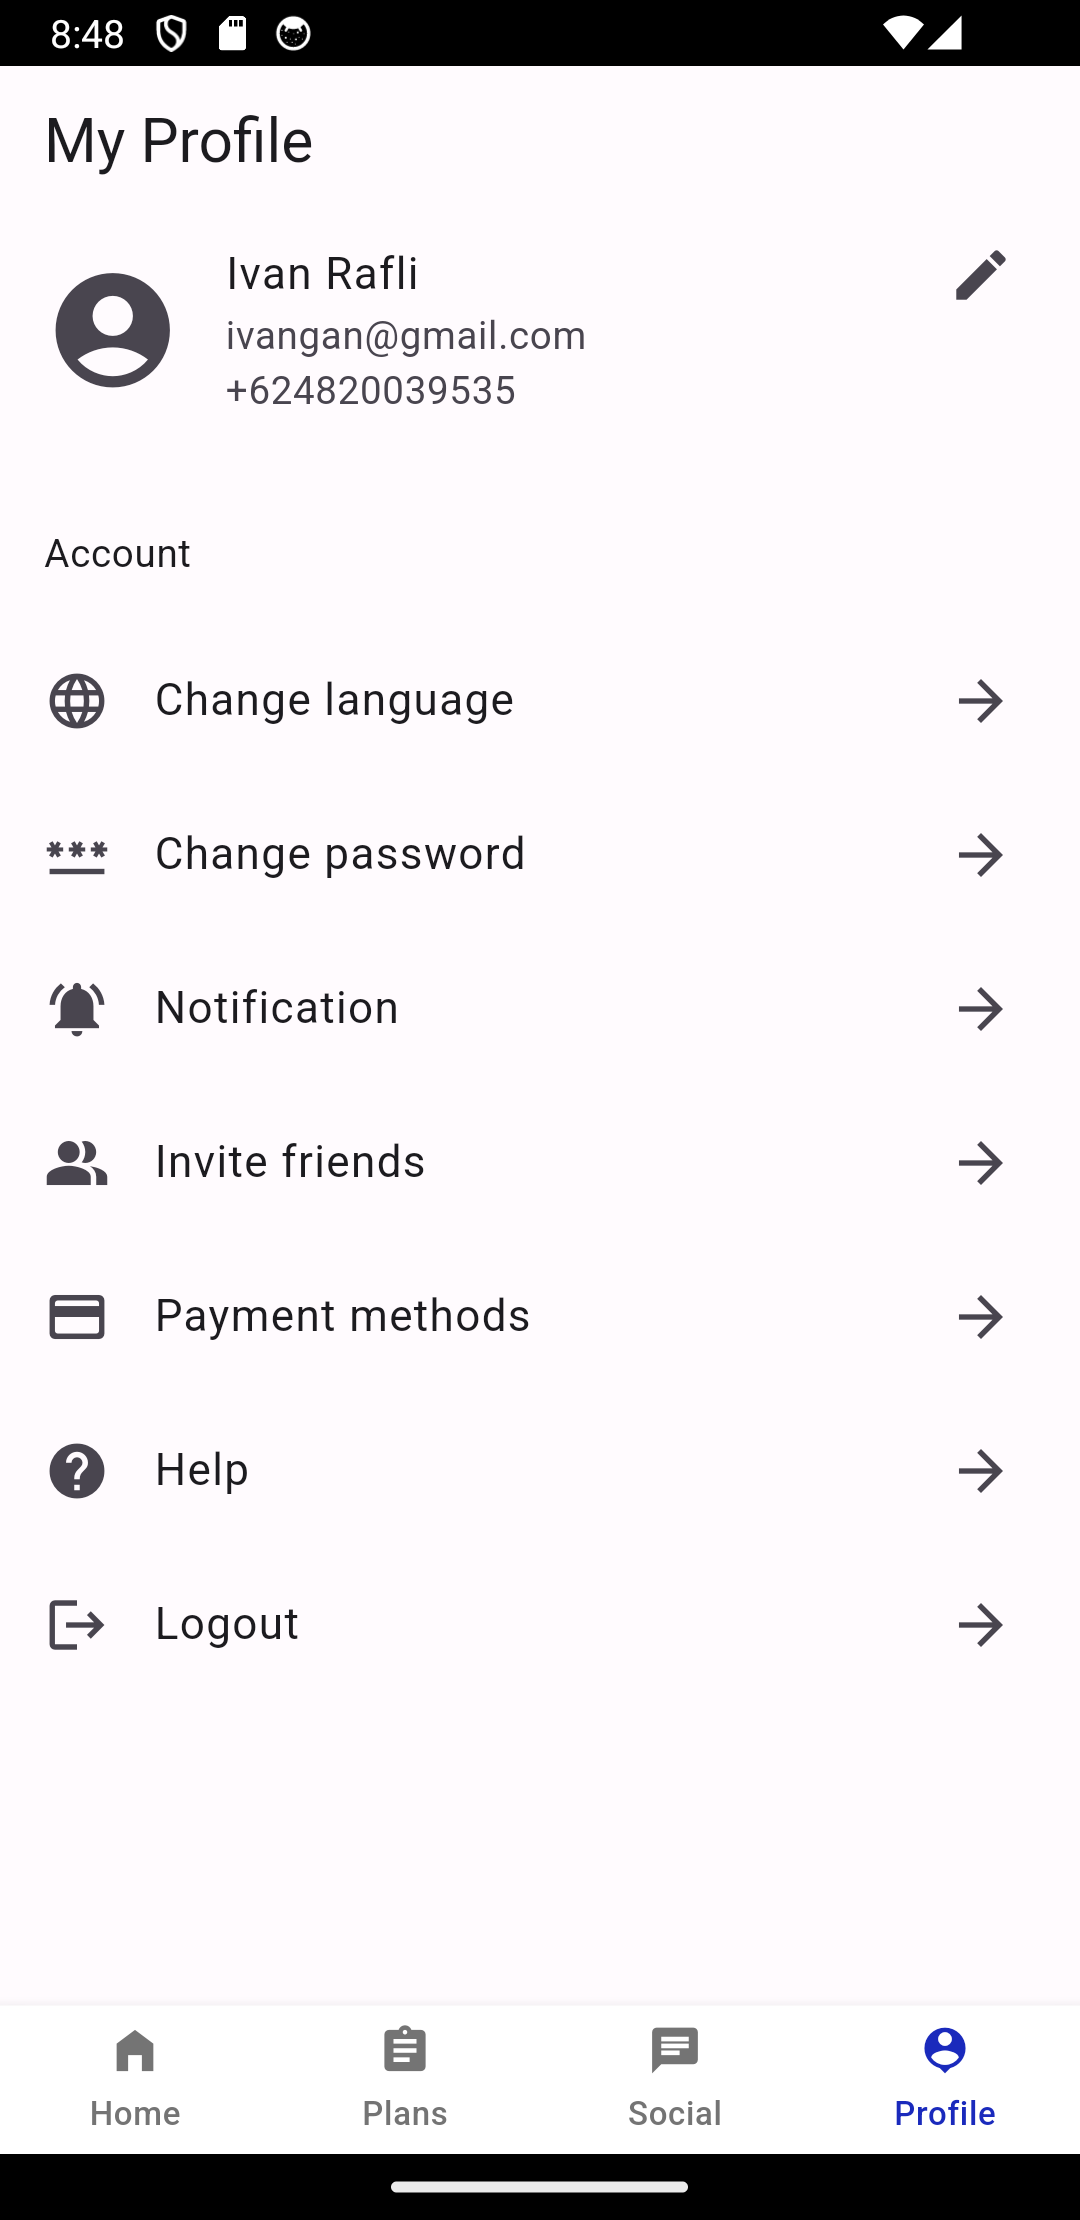 8:48
My Profile
Ivan Rafli
ivangan@gmail.com
+624820039535
Account
Change language
Change password
Notification
Invite friends
Payment methods
Help
Logout
Home
Plans
Social
Profile